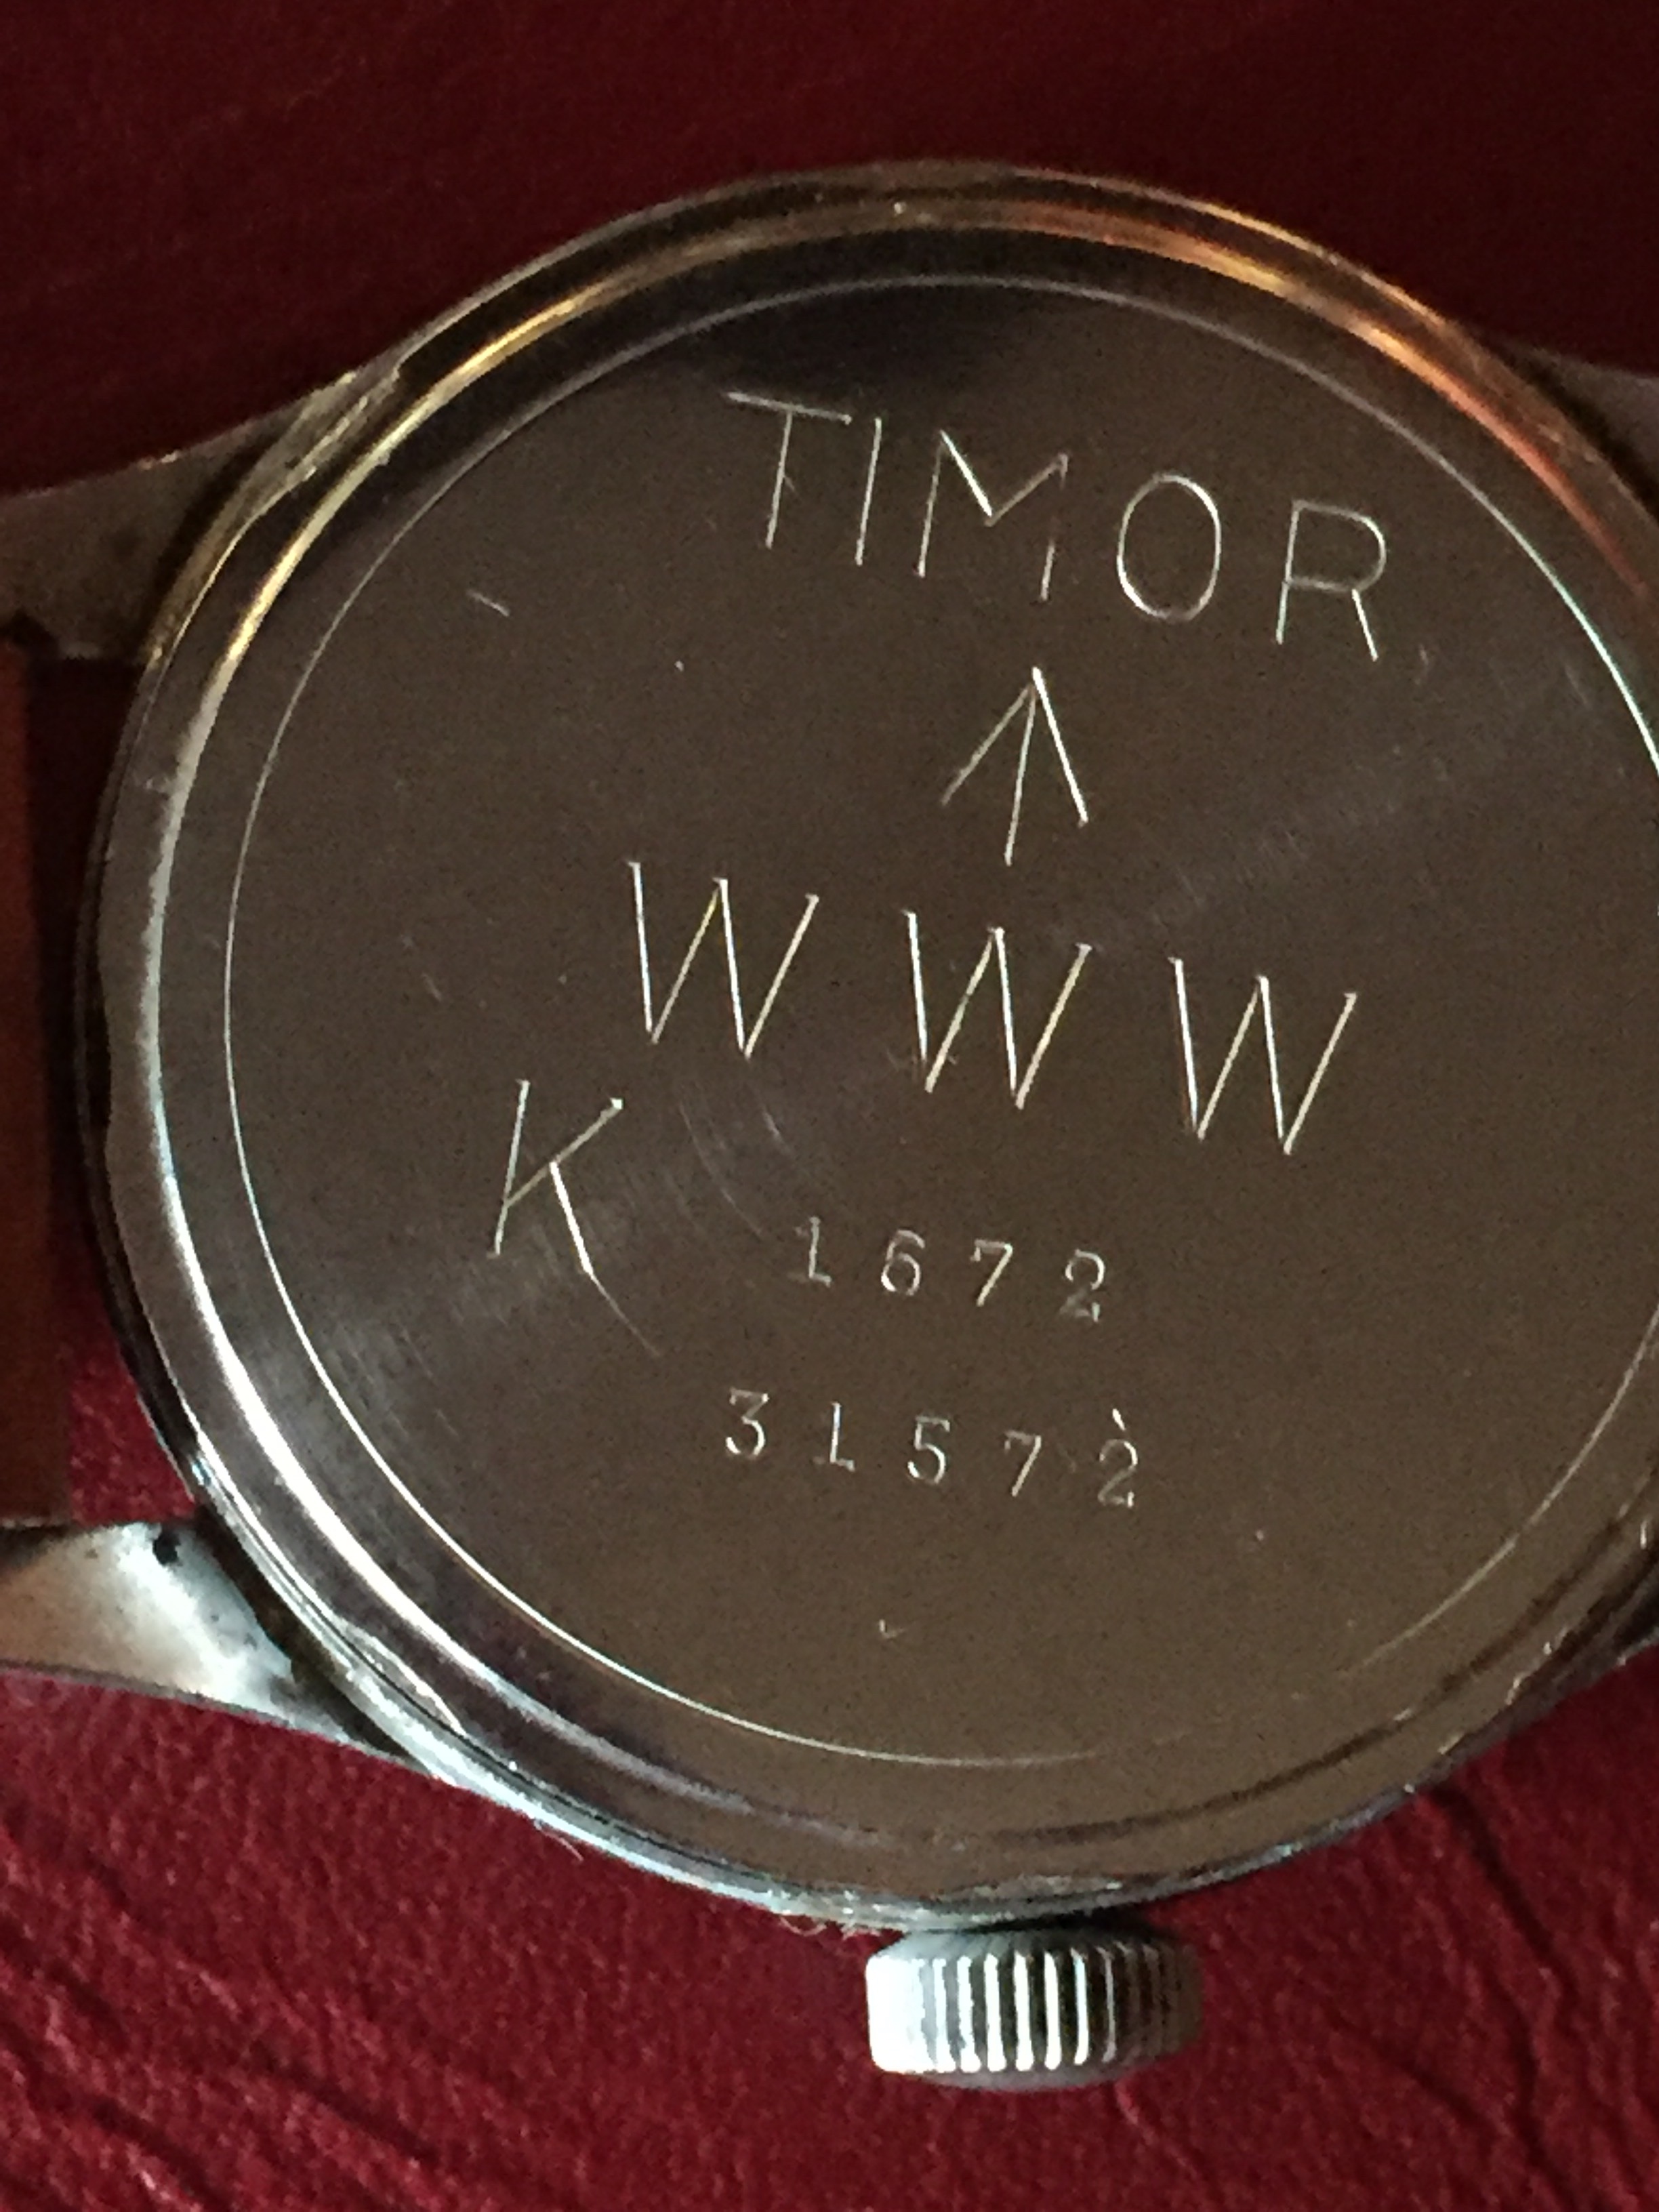 TIMOR
↑
W W W
K 1672
31572